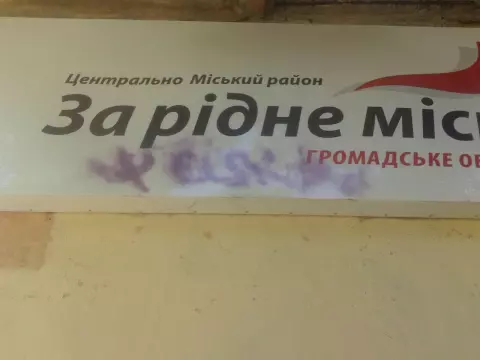 Центрально Міський район
За рідне міс
ГРОМАДСЬКЕ ОБ